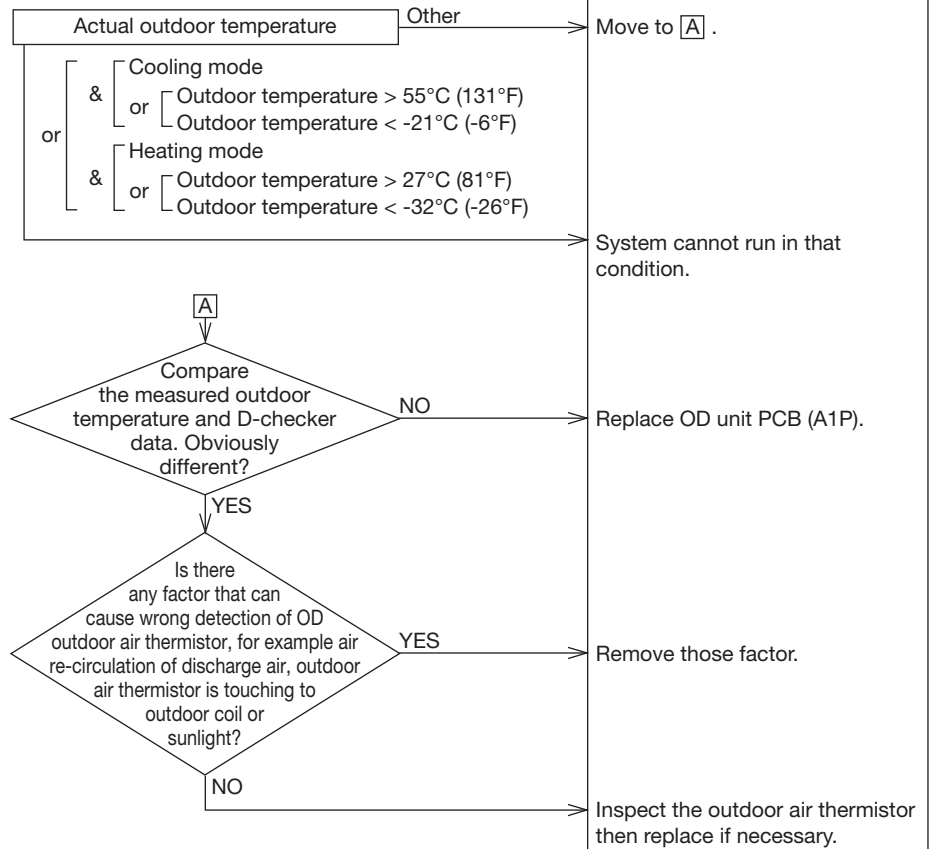 Actual outdoor temperature
Other
Move to A .
or
&
Cooling mode
or
Outdoor temperature > 55°C (131°F)
Outdoor temperature < -21°C (-6°F)
&
Heating mode
or
Outdoor temperature > 27°C (81°F)
Outdoor temperature < -32°C (-26°F)
System cannot run in that
condition.
A
Compare
the measured outdoor
temperature and D-checker
data. Obviously
different?
NO
Replace OD unit PCB (A1P).
YES
Is there
any factor that can
cause wrong detection of OD
outdoor air thermistor, for example air
re-circulation of discharge air, outdoor
air thermistor is touching to
outdoor coil or
sunlight?
YES
Remove those factor.
NO
Inspect the outdoor air thermistor
then replace if necessary.